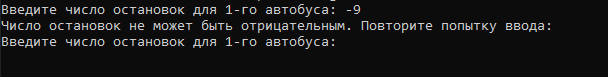 Введите число остановок для 1-го автобуса: -9
Число остановок не может быть отрицательным. Повторите попытку ввода:
Введите число остановок для 1-го автобуса: